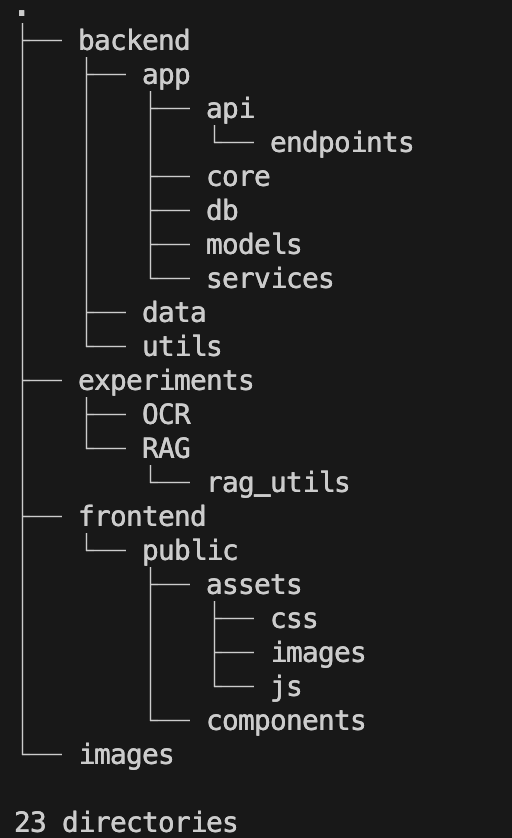 .
├── backend
│   ├── app
│   │   ├── api
│   │   │   └── endpoints
│   │   ├── core
│   │   ├── db
│   │   ├── models
│   │   └── services
│   ├── data
│   └── utils
├── experiments
│   ├── OCR
│   └── RAG
│       └── rag_utils
├── frontend
│   └── public
│       ├── assets
│       │   ├── css
│       │   ├── images
│       │   └── js
│       └── components
└── images

23 directories